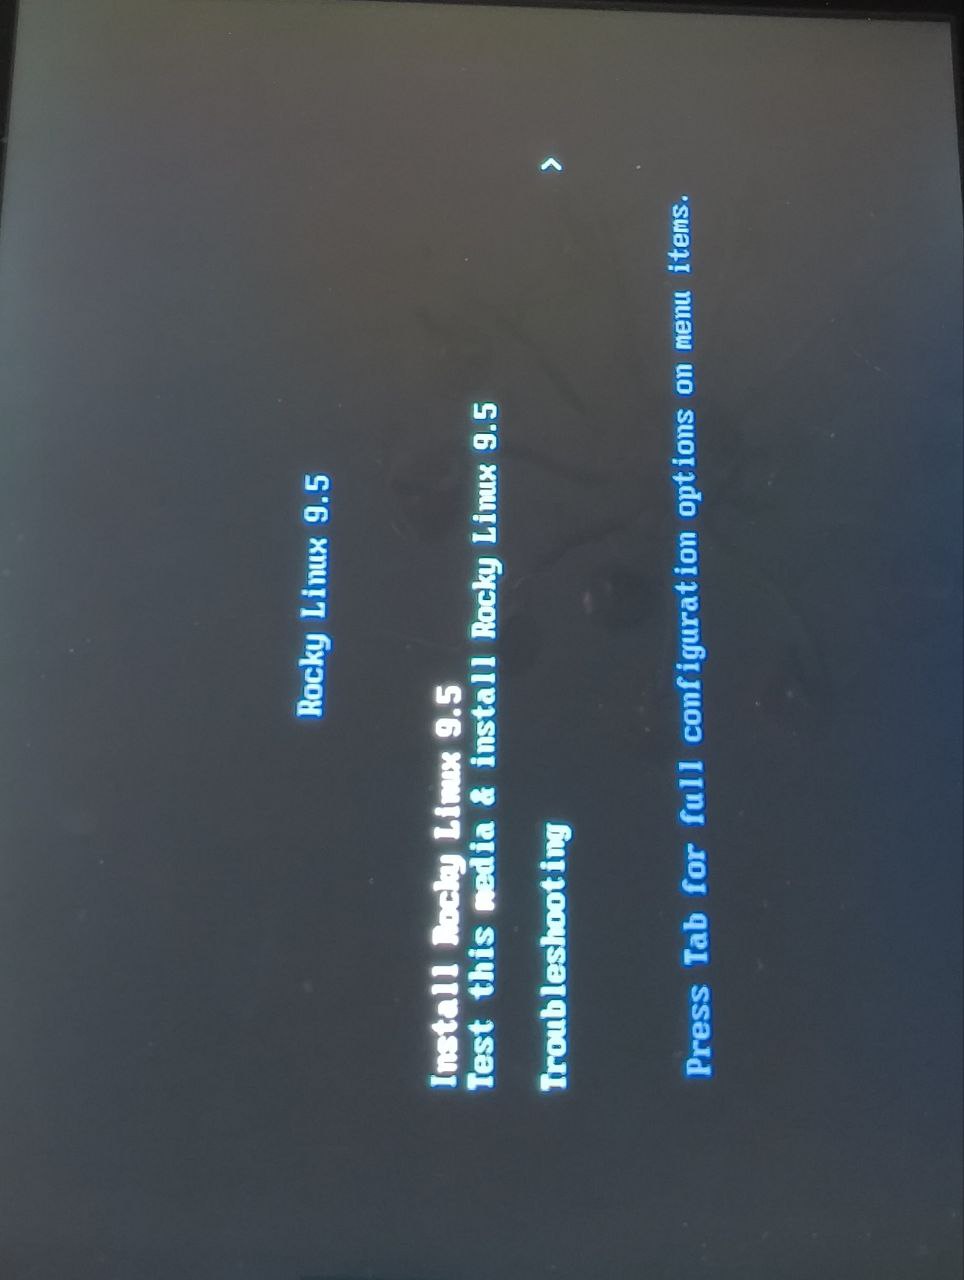 Rocky Linux 9.5
Install Rocky Linux 9.5
Test this media & install Rocky Linux 9.5
Troubleshooting >
Press Tab for full configuration options on menu items.